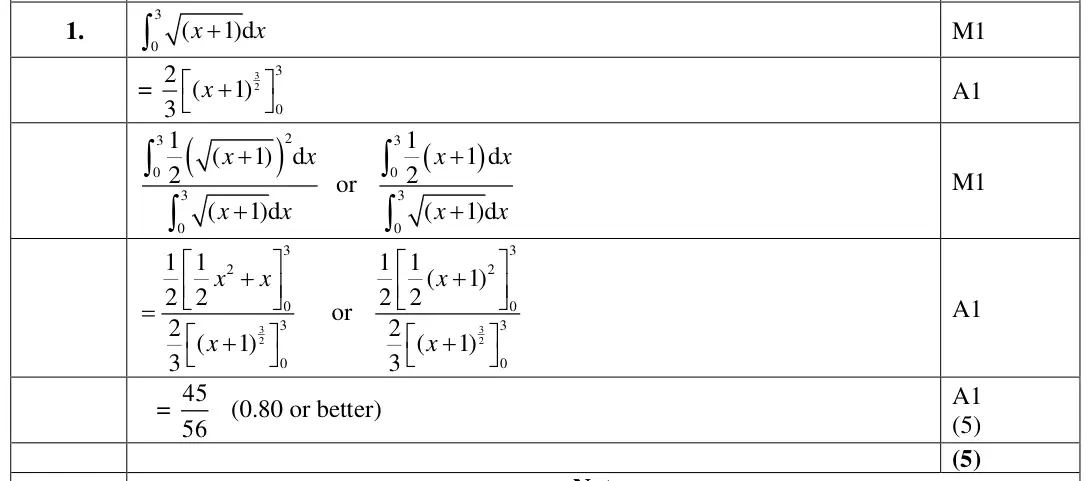 1. ∫₀³ √(x+1)dx M1
= 2/3 [(x+1)^(3/2)]₀³ A1
∫₀³ 1/2 (√(x+1))² dx / ∫₀³ √(x+1)dx or ∫₀³ 1/2 (x+1)dx / ∫₀³ √(x+1)dx M1
= 1/2 [1/2 x² + x]₀³ / 2/3 [(x+1)^(3/2)]₀³ or 1/2 [1/2 (x+1)²]₀³ / 2/3 [(x+1)^(3/2)]₀³ A1
= 45/56 (0.80 or better) A1
(5)
(5)